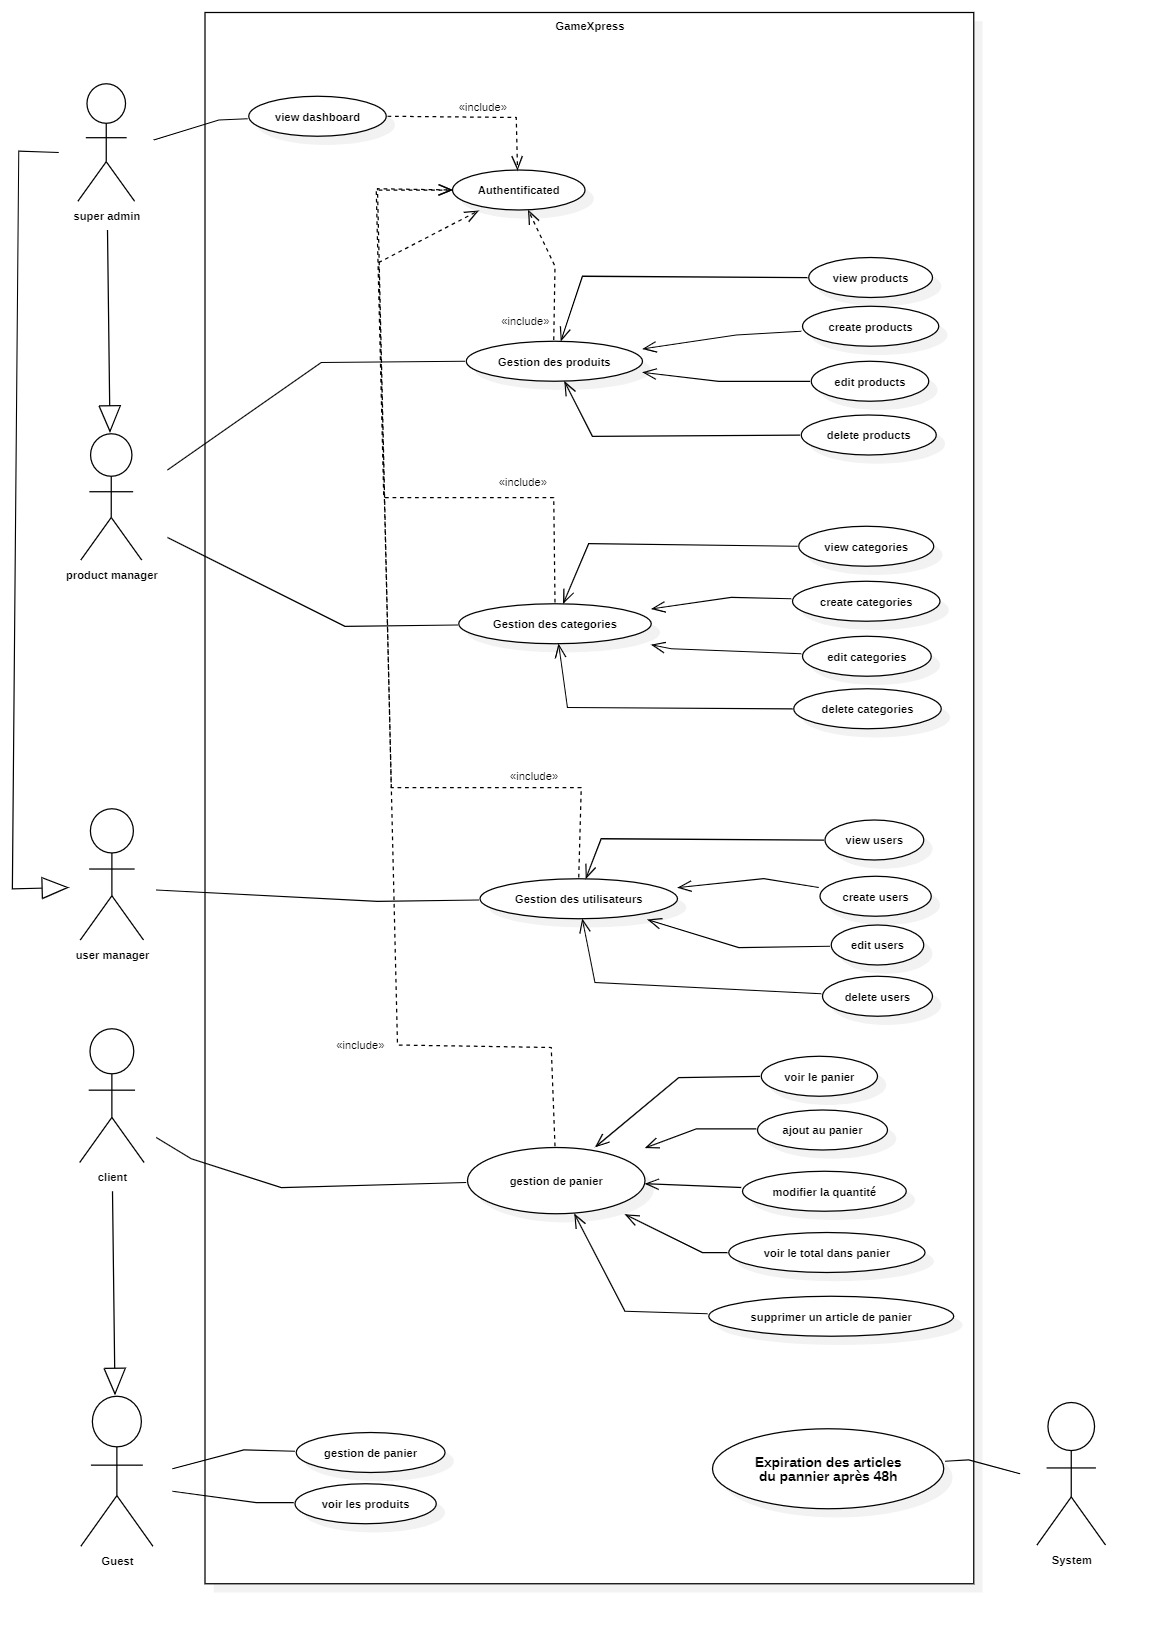 GameXpress
«include»
view dashboard
Authentificated
super admin
view products
«include»
create products
Gestion des produits
edit products
delete products
«include»
view categories
product manager
create categories
Gestion des categories
edit categories
delete categories
«include»
view users
create users
Gestion des utilisateurs
edit users
user manager
delete users
«include»
voir le panier
ajout au panier
client
gestion de panier
modifier la quantité
voir le total dans panier
supprimer un article de panier
gestion de panier
Expiration des articles
du pannier après 48h
voir les produits
Guest
System